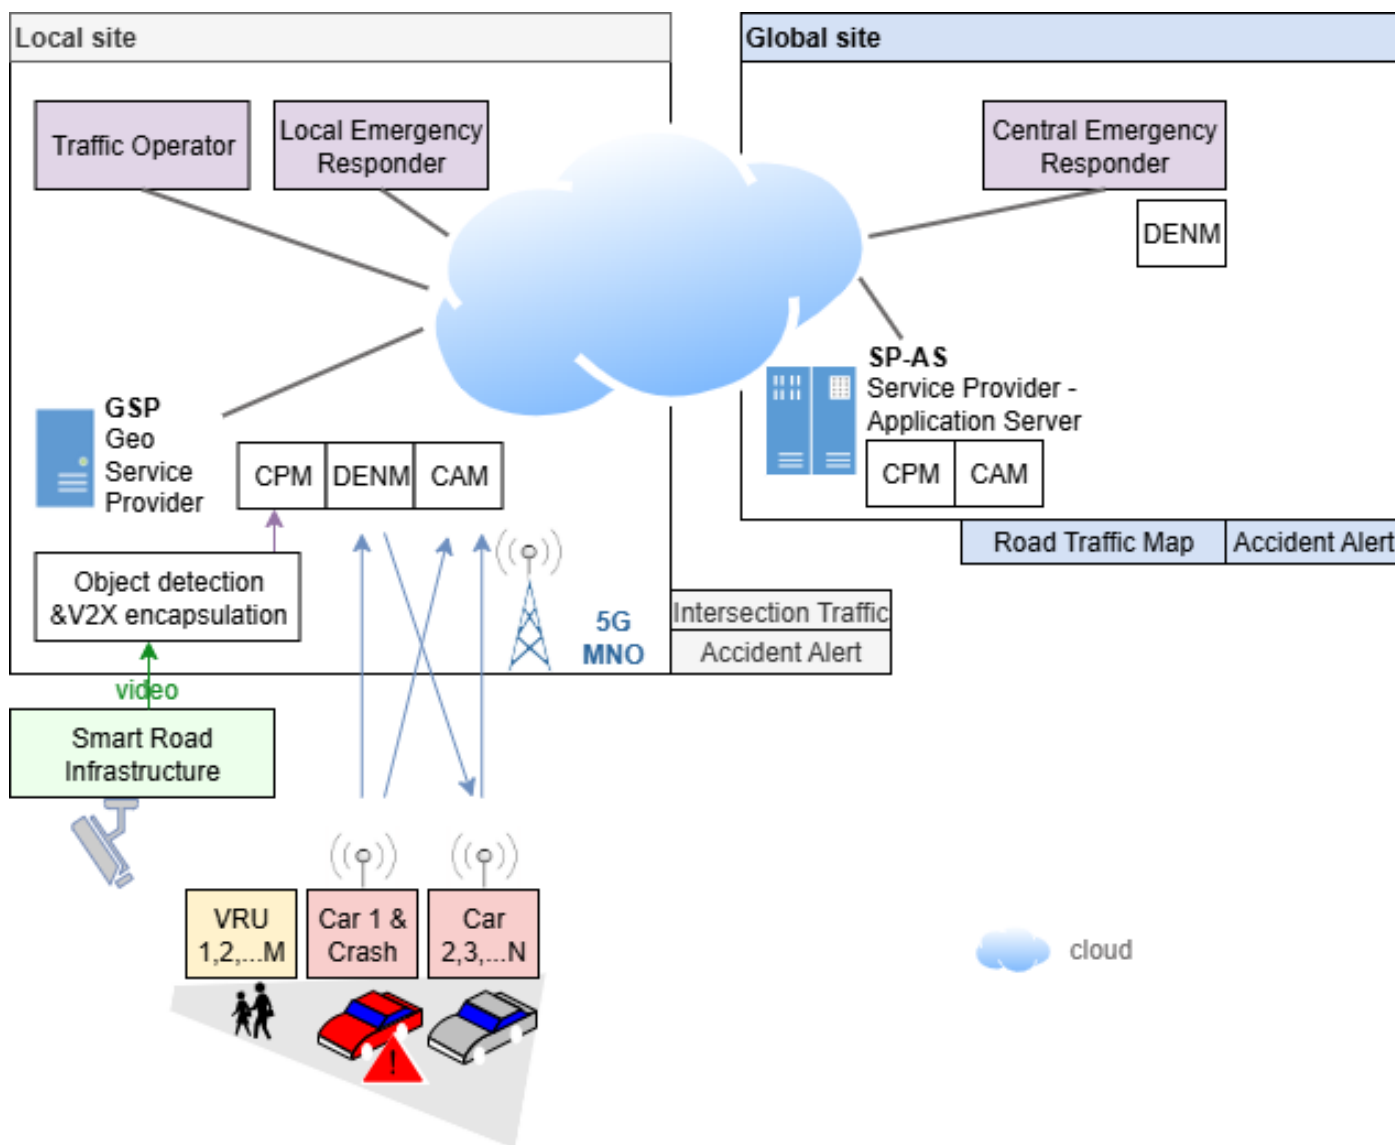 Local site
Global site
Traffic Operator
Local Emergency
Responder
Central Emergency
Responder
DENM
SP-AS
Service Provider -
Application Server
CPM
CAM
GSP
Geo
Service
Provider
CPM
DENM
CAM
Road Traffic Map
Accident Alert
Object detection
&V2X encapsulation
5G
MNO
Intersection Traffic
Accident Alert
video
Smart Road
Infrastructure
VRU
1,2,...M
Car 1 &
Crash
Car
2,3,...N
cloud
!